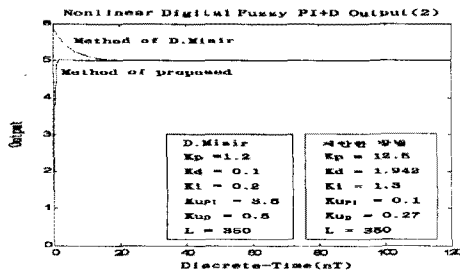 Nonlinear Digital Fuzzy PI+D Output(2)
6
Method of D.Misir
5
Method of proposed
4
3
2
1
0
Output
D.Misir
Kp =1.2
Kd = 0.1
Ki = 0.2
KuPI = 3.5
KuD = 0.5
L = 350
제안한 방법
Kp = 12.5
Kd = 1.942
Ki = 1.3
KuPI = 0.1
KuD = 0.27
L = 350
0 20 40 60 80 100 120
Discrete-Time(nT)